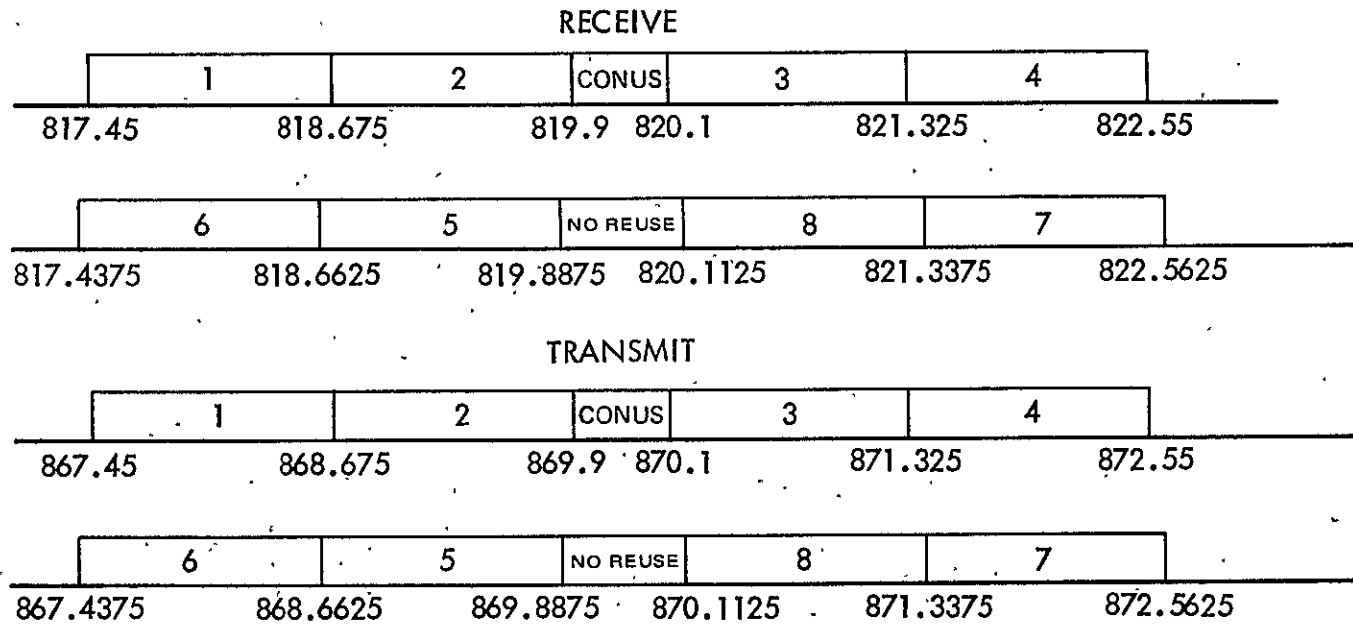 RECEIVE
1 2 CONUS 3 4
817.45 818.675 819.9 820.1 821.325 822.55
6 5 NO REUSE 8 7
817.4375 818.6625 819.8875 820.1125 821.3375 822.5625
TRANSMIT
1 2 CONUS 3 4
867.45 868.675 869.9 870.1 871.325 872.55
6 5 NO REUSE 8 7
867.4375 868.6625 869.8875 870.1125 871.3375 872.5625